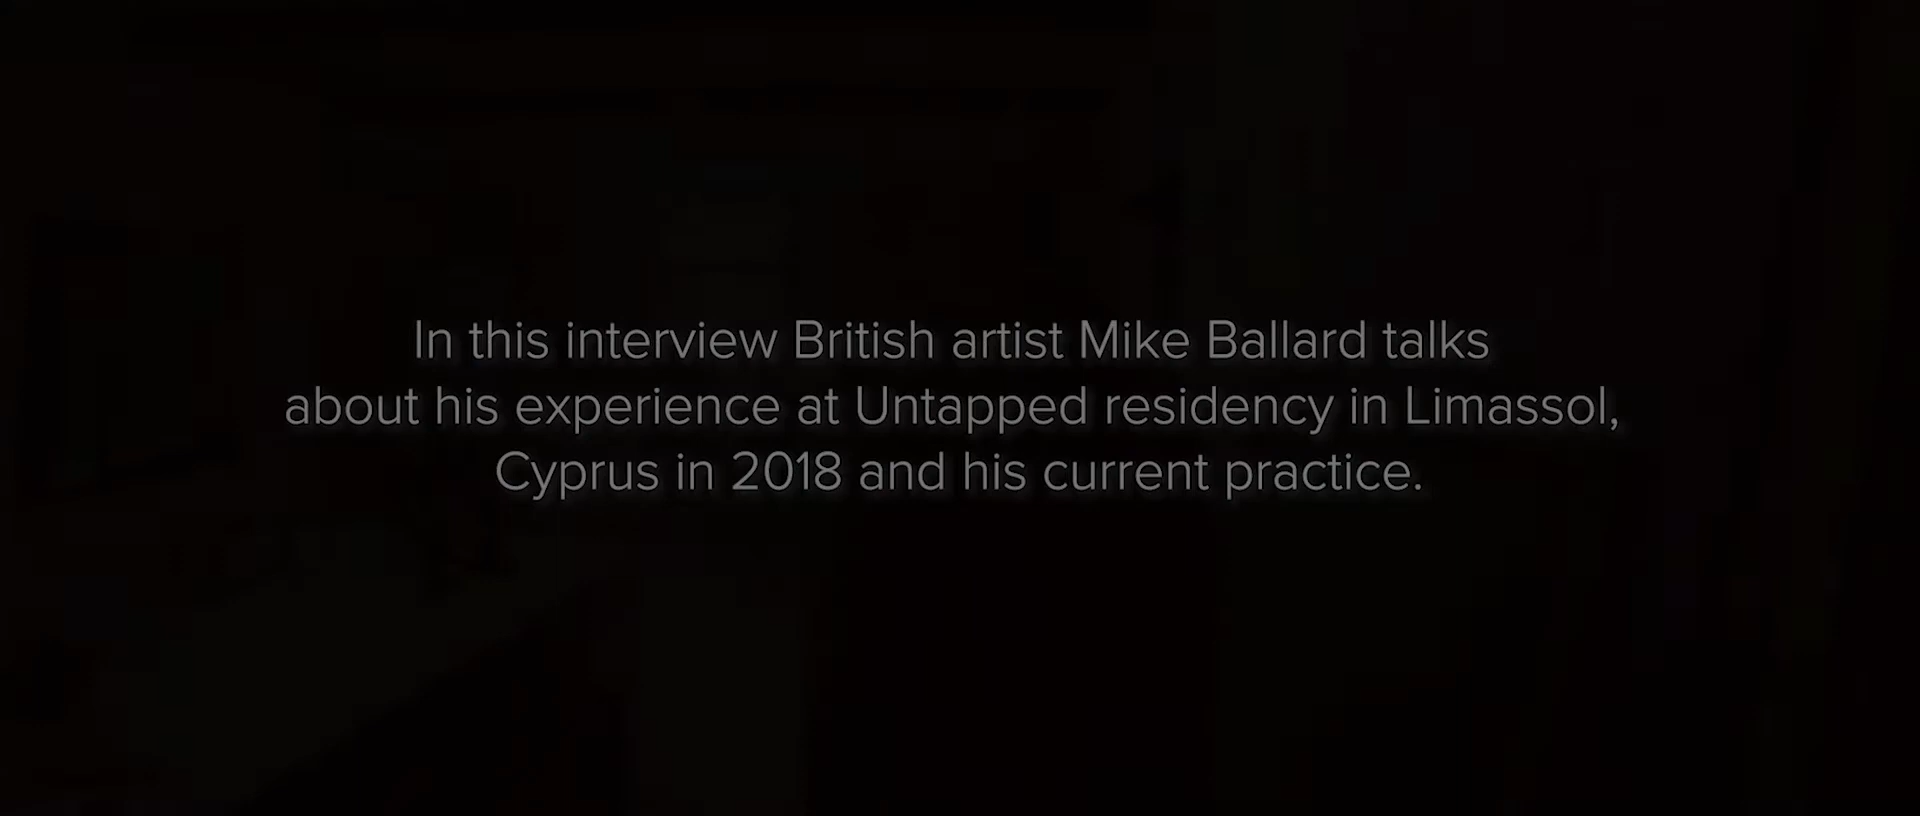 In this interview British artist Mike Ballard talks
about his experience at Untapped residency in Limassol,
Cyprus in 2018 and his current practice.